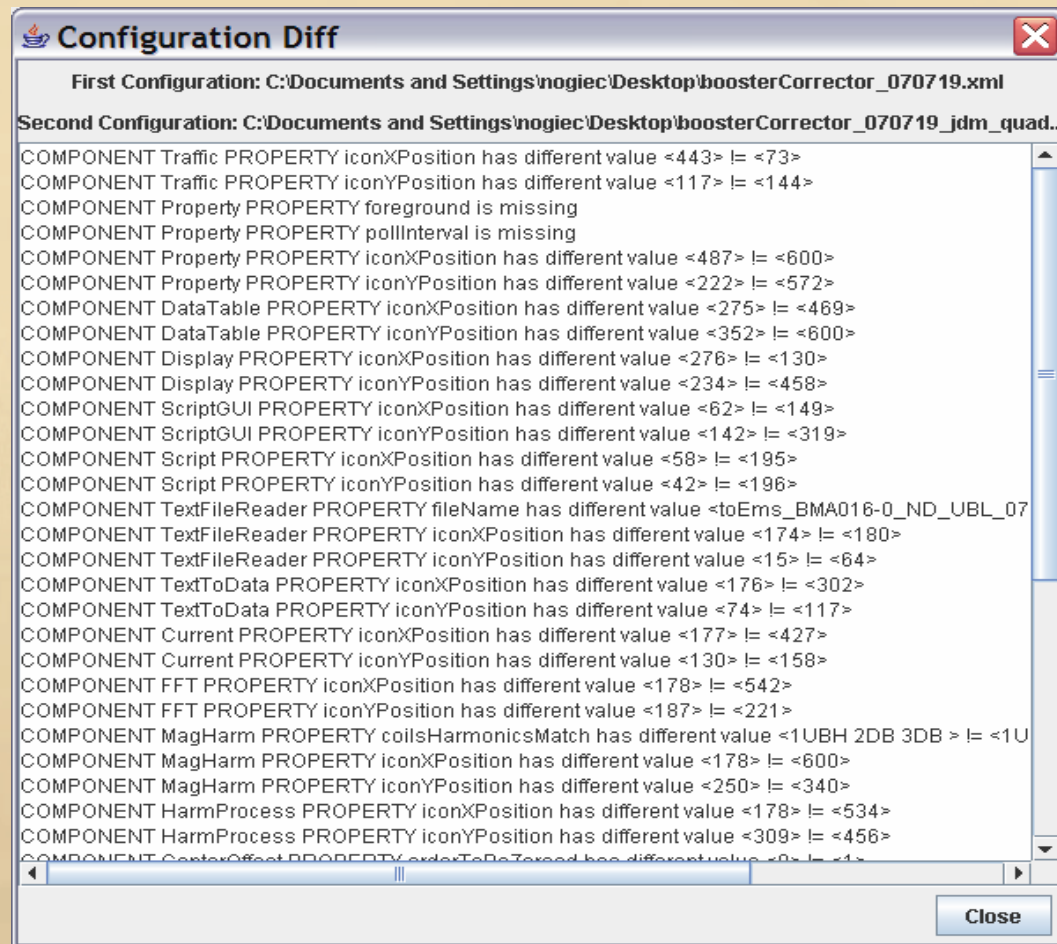 Configuration Diff
First Configuration: C:\Documents and Settings\nogiec\Desktop\boosterCorrector_070719.xml
Second Configuration: C:\Documents and Settings\nogiec\Desktop\boosterCorrector_070719_jdm_quad..
COMPONENT Traffic PROPERTY iconXPosition has different value <443> != <73>
COMPONENT Traffic PROPERTY iconYPosition has different value <117> != <144>
COMPONENT Property PROPERTY foreground is missing
COMPONENT Property PROPERTY pollInterval is missing
COMPONENT Property PROPERTY iconXPosition has different value <487> != <600>
COMPONENT Property PROPERTY iconYPosition has different value <222> != <572>
COMPONENT DataTable PROPERTY iconXPosition has different value <275> != <469>
COMPONENT DataTable PROPERTY iconYPosition has different value <352> != <600>
COMPONENT Display PROPERTY iconXPosition has different value <276> != <130>
COMPONENT Display PROPERTY iconYPosition has different value <234> != <458>
COMPONENT ScriptGUI PROPERTY iconXPosition has different value <62> != <149>
COMPONENT ScriptGUI PROPERTY iconYPosition has different value <142> != <319>
COMPONENT Script PROPERTY iconXPosition has different value <58> != <195>
COMPONENT Script PROPERTY iconYPosition has different value <42> != <196>
COMPONENT TextFileReader PROPERTY fileName has different value <toEms_BMA016-0_ND_UBL_07
COMPONENT TextFileReader PROPERTY iconXPosition has different value <174> != <180>
COMPONENT TextFileReader PROPERTY iconYPosition has different value <15> != <64>
COMPONENT TextToData PROPERTY iconXPosition has different value <176> != <302>
COMPONENT TextToData PROPERTY iconYPosition has different value <74> != <117>
COMPONENT Current PROPERTY iconXPosition has different value <177> != <427>
COMPONENT Current PROPERTY iconYPosition has different value <130> != <158>
COMPONENT FFT PROPERTY iconXPosition has different value <178> != <542>
COMPONENT FFT PROPERTY iconYPosition has different value <187> != <221>
COMPONENT MagHarm PROPERTY coilsHarmonicsMatch has different value <1UBH 2DB 3DB > != <1U
COMPONENT MagHarm PROPERTY iconXPosition has different value <178> != <600>
COMPONENT MagHarm PROPERTY iconYPosition has different value <250> != <340>
COMPONENT HarmProcess PROPERTY iconXPosition has different value <178> != <534>
COMPONENT HarmProcess PROPERTY iconYPosition has different value <309> != <456>
COMPONENT CenterOffset PROPERTY orderToBeZeroed has different value <0> != <1>
Close